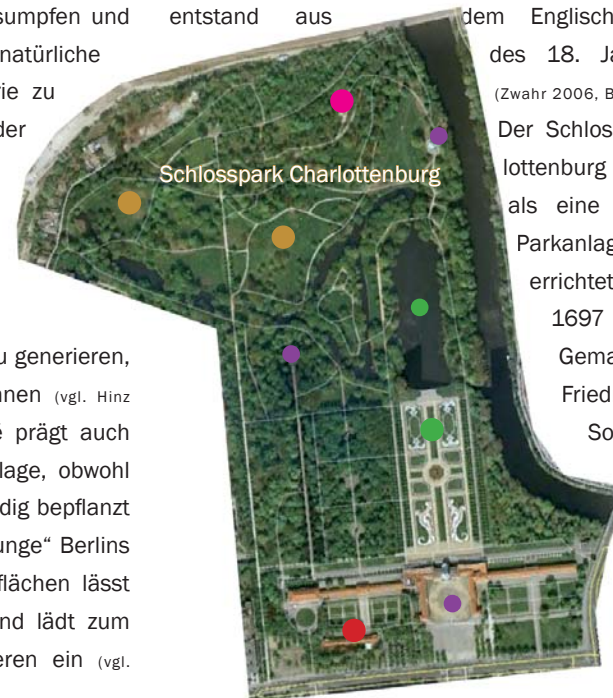 sumpfen und
natürliche
ie zu
der
u generieren,
nnen (vgl. Hinz
prägt auch
lage, obwohl
dig bepflanzt
unge“ Berlins
flächen lässt
nd lädt zum
eren ein (vgl.
entstand aus dem Englisch
des 18. Ja
(Zwahr 2006, B
Der Schlos
lottenburg
als eine
Parkanlag
errichtet
1697
Gema
Fried
So
Schlosspark Charlottenburg